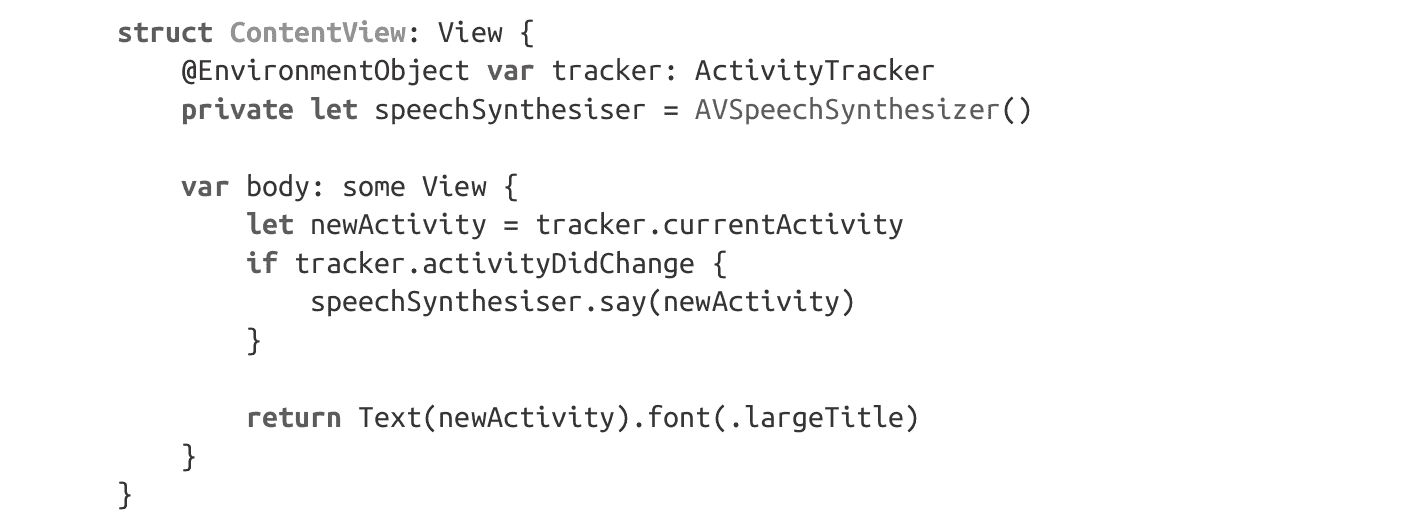 struct ContentView: View {
    @EnvironmentObject var tracker: ActivityTracker
    private let speechSynthesiser = AVSpeechSynthesizer()

    var body: some View {
        let newActivity = tracker.currentActivity
        if tracker.activityDidChange {
            speechSynthesiser.say(newActivity)
        }

        return Text(newActivity).font(.largeTitle)
    }
}